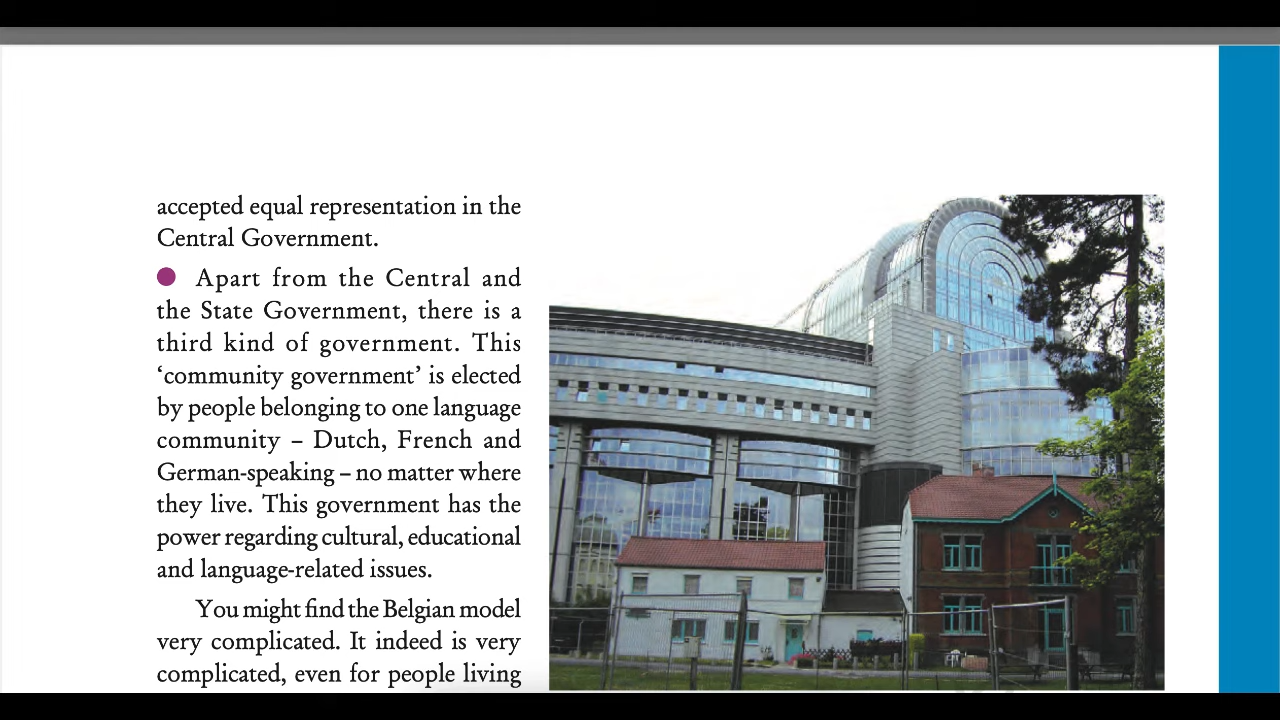 accepted equal representation in the
Central Government.
● Apart from the Central and
the State Government, there is a
third kind of government. This
‘community government’ is elected
by people belonging to one language
community – Dutch, French and
German-speaking – no matter where
they live. This government has the
power regarding cultural, educational
and language-related issues.
You might find the Belgian model
very complicated. It indeed is very
complicated, even for people living